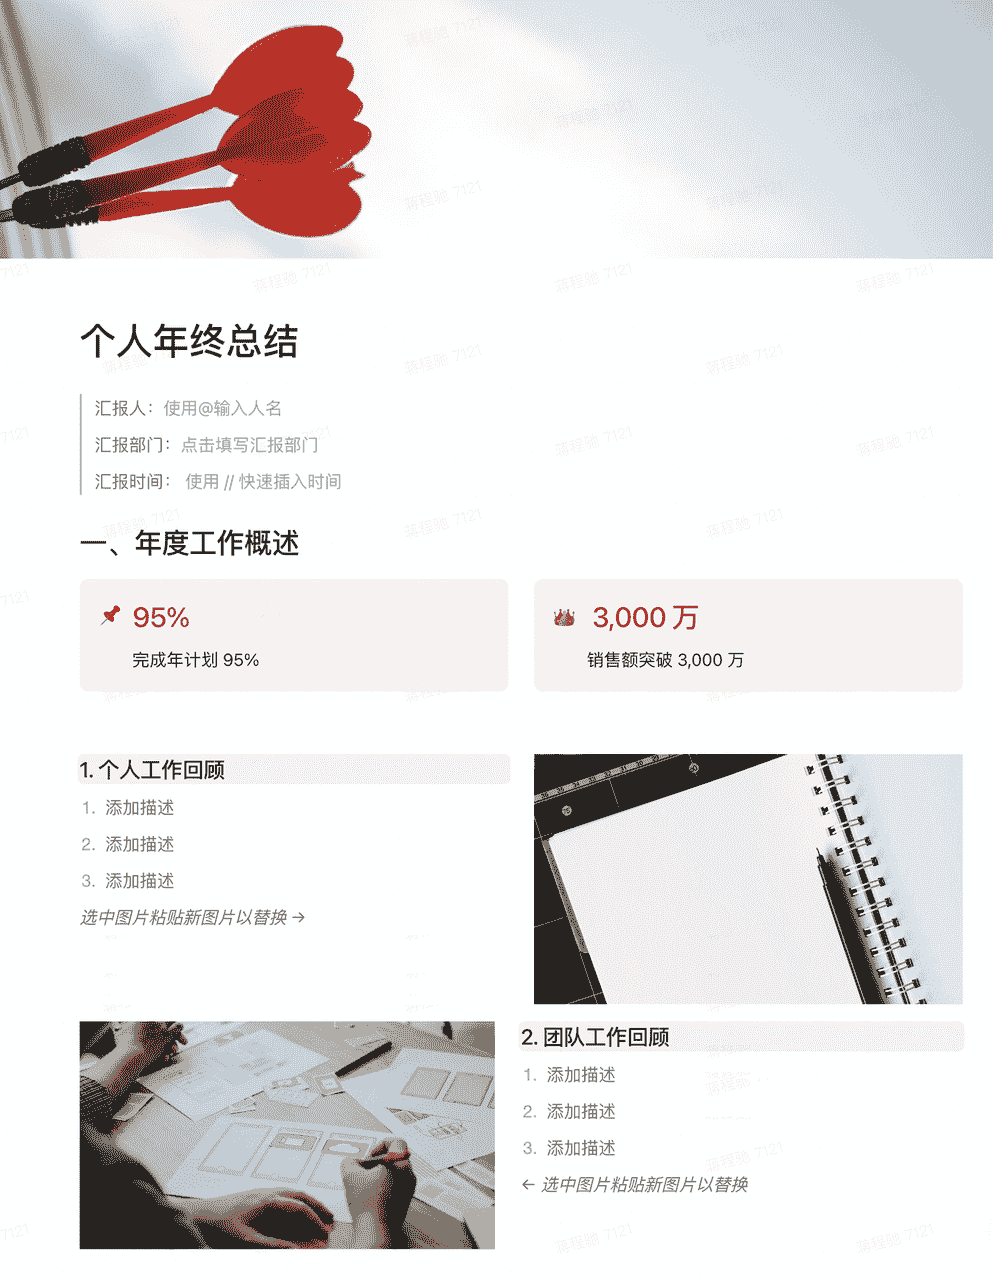 个人年终总结
汇报人：使用@输入人名
汇报部门：点击填写汇报部门
汇报时间： 使用 // 快速插入时间
一、年度工作概述
95%
完成年计划 95%
3,000 万
销售额突破 3,000 万
1. 个人工作回顾
1. 添加描述
2. 添加描述
3. 添加描述
选中图片粘贴新图片以替换 →
2. 团队工作回顾
1. 添加描述
2. 添加描述
3. 添加描述
← 选中图片粘贴新图片以替换
蒋程驰 7121